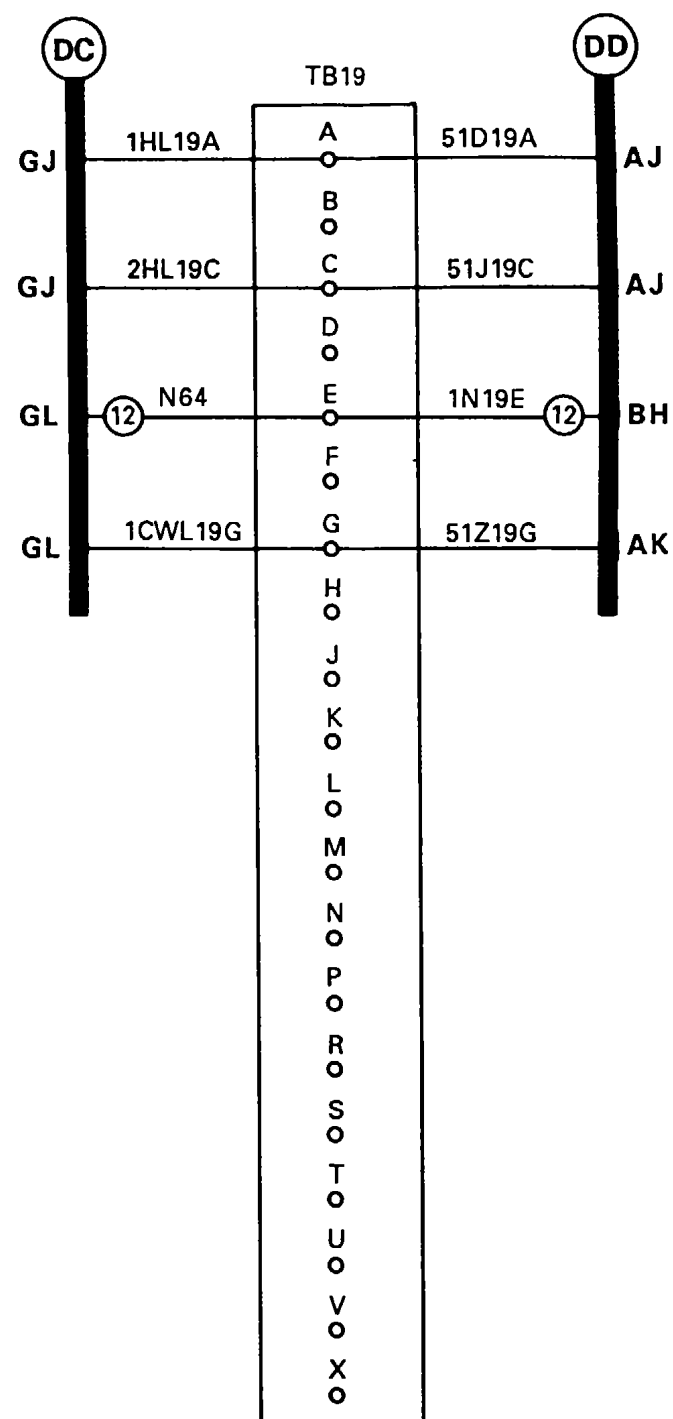 DC DD
TB19
A
1HL19A 51D19A
GJ AJ
B
C
2HL19C 51J19C
GJ AJ
D
E
N64 1N19E
GL 12 12 BH
F
G
1CWL19G 51Z19G
GL AK
H
J
K
L
M
N
P
R
S
T
U
V
X